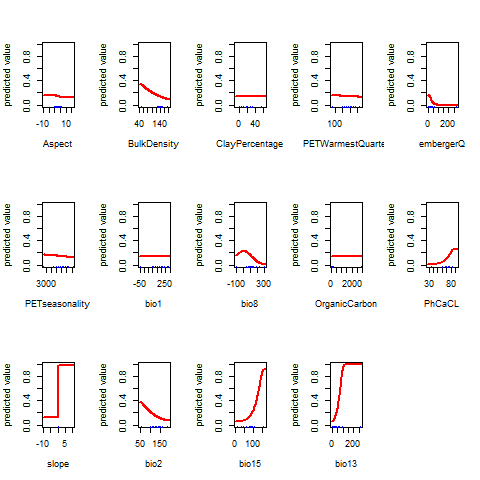 predicted value 0.0 0.4 0.8 -10 10 Aspect
predicted value 0.0 0.4 0.8 40 140 BulkDensity
predicted value 0.0 0.4 0.8 0 40 ClayPercentage
predicted value 0.0 0.4 0.8 100 PETWarmestQuarte
predicted value 0.0 0.4 0.8 0 200 embergerQ
predicted value 0.0 0.4 0.8 3000 PETseasonality
predicted value 0.0 0.4 0.8 -50 250 bio1
predicted value 0.0 0.4 0.8 -100 300 bio8
predicted value 0.0 0.4 0.8 0 2000 OrganicCarbon
predicted value 0.0 0.4 0.8 30 80 PhCaCL
predicted value 0.0 0.4 0.8 -10 5 slope
predicted value 0.0 0.4 0.8 50 150 bio2
predicted value 0.0 0.4 0.8 0 100 bio15
predicted value 0.0 0.4 0.8 0 200 bio13